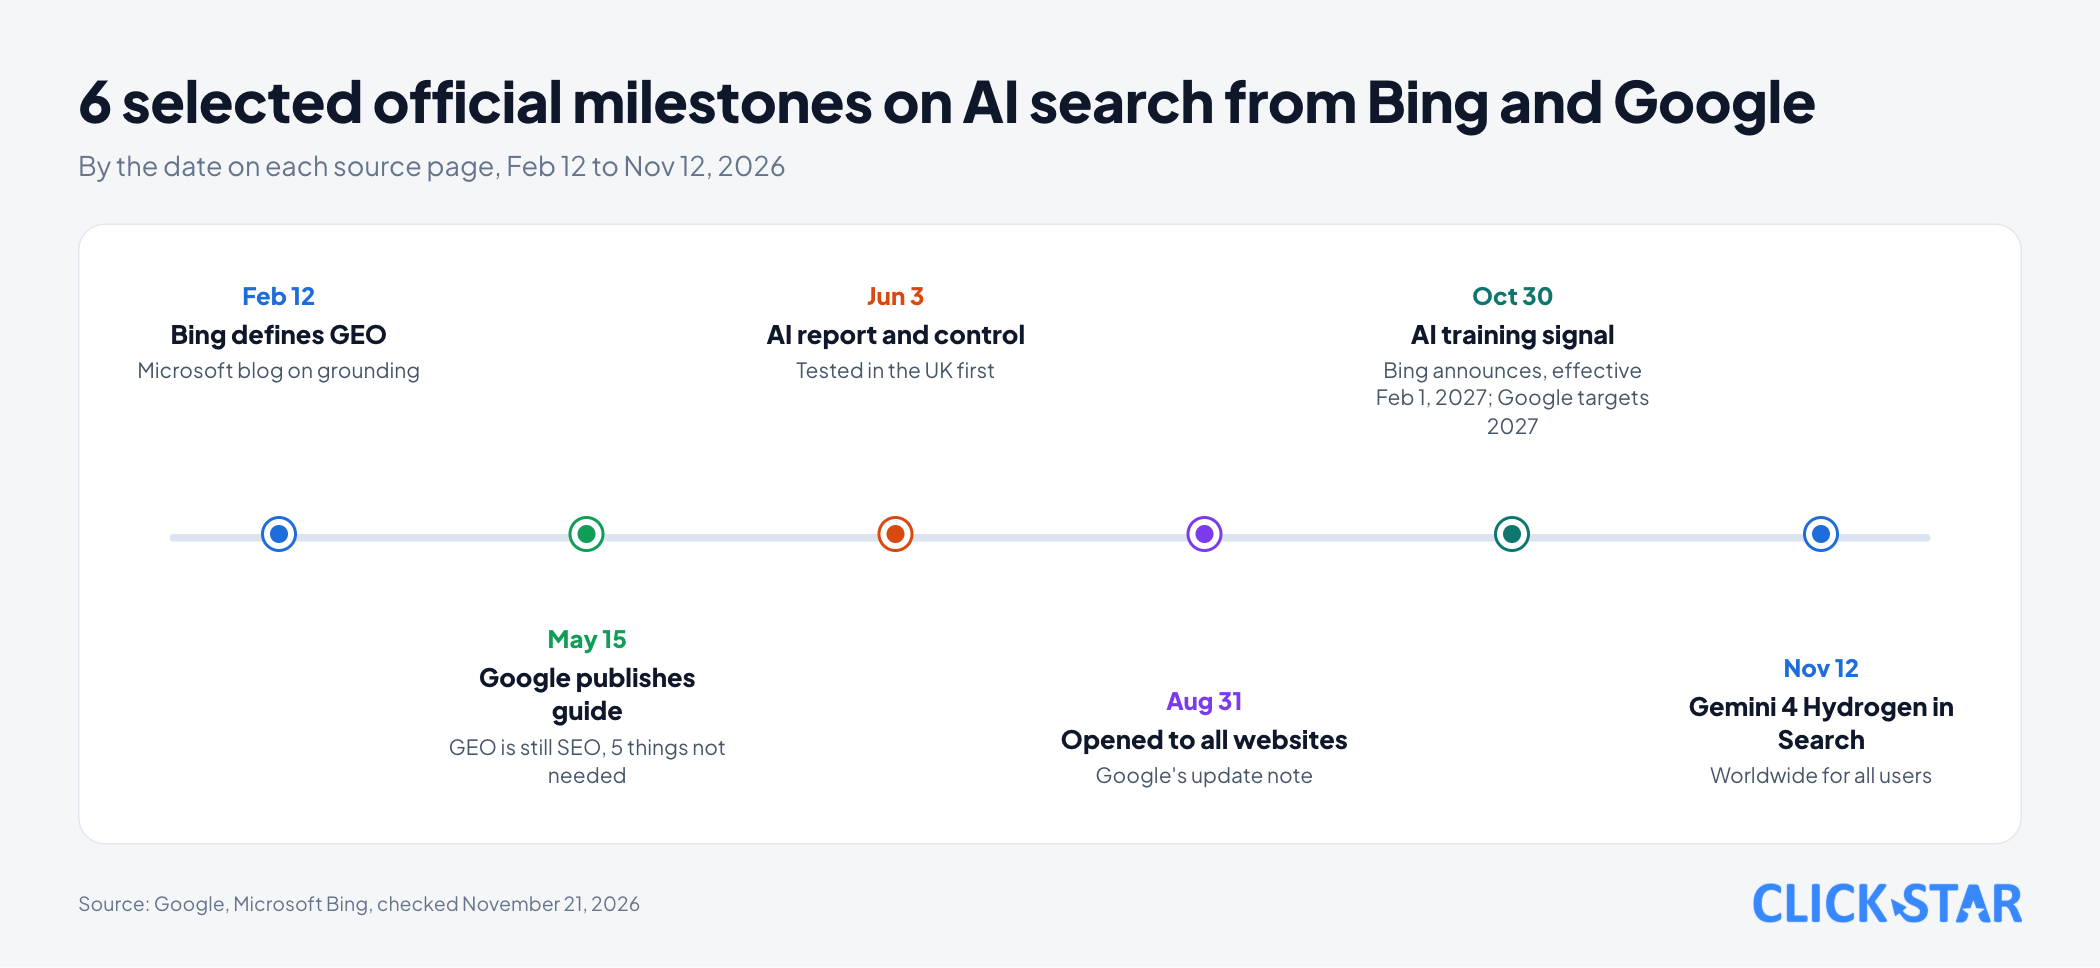 6 selected official milestones on AI search from Bing and Google
By the date on each source page, Feb 12 to Nov 12, 2026
Feb 12
Bing defines GEO
Microsoft blog on grounding
Jun 3
AI report and control
Tested in the UK first
Oct 30
AI training signal
Bing announces, effective
Feb 1, 2027; Google targets
2027
May 15
Google publishes
guide
GEO is still SEO, 5 things not
needed
Aug 31
Opened to all websites
Google's update note
Nov 12
Gemini 4 Hydrogen in
Search
Worldwide for all users
Source: Google, Microsoft Bing, checked November 21, 2026
CLICKSTAR